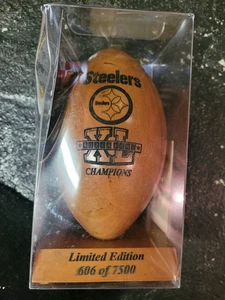 Steelers
Steelers
XL
CHAMPIONS
Limited Edition
606 of 7500